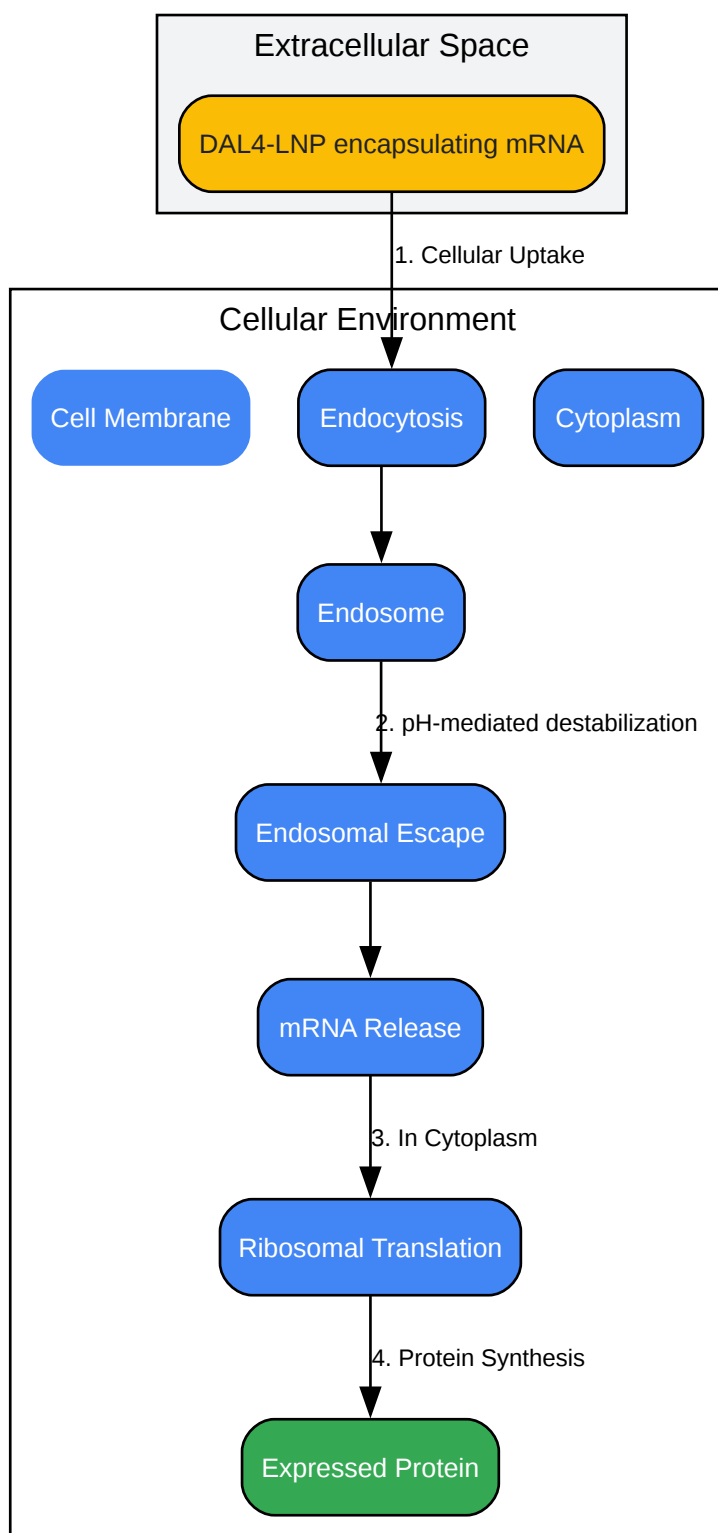 Extracellular Space
DAL4-LNP encapsulating mRNA
1. Cellular Uptake
Cellular Environment
Cell Membrane
Endocytosis
Cytoplasm
Endosome
2. pH-mediated destabilization
Endosomal Escape
mRNA Release
3. In Cytoplasm
Ribosomal Translation
4. Protein Synthesis
Expressed Protein